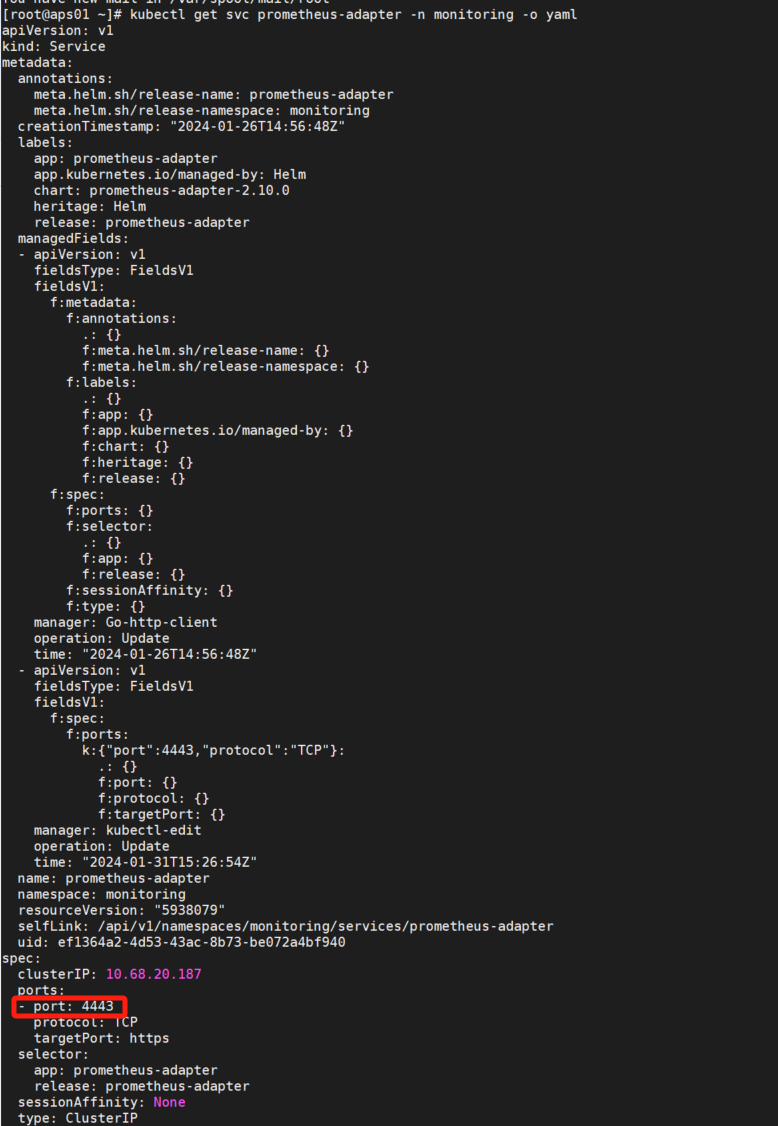 You have new mail in /var/spool/mail/root
[root@aps01 ~]# kubectl get svc prometheus-adapter -n monitoring -o yaml
apiVersion: v1
kind: Service
metadata:
  annotations:
    meta.helm.sh/release-name: prometheus-adapter
    meta.helm.sh/release-namespace: monitoring
  creationTimestamp: "2024-01-26T14:56:48Z"
  labels:
    app: prometheus-adapter
    app.kubernetes.io/managed-by: Helm
    chart: prometheus-adapter-2.10.0
    heritage: Helm
    release: prometheus-adapter
  managedFields:
  - apiVersion: v1
    fieldsType: FieldsV1
    fieldsV1:
      f:metadata:
        f:annotations:
          .: {}
          f:meta.helm.sh/release-name: {}
          f:meta.helm.sh/release-namespace: {}
        f:labels:
          .: {}
          f:app: {}
          f:app.kubernetes.io/managed-by: {}
          f:chart: {}
          f:heritage: {}
          f:release: {}
      f:spec:
        f:ports: {}
        f:selector:
          .: {}
          f:app: {}
          f:release: {}
        f:sessionAffinity: {}
        f:type: {}
    manager: Go-http-client
    operation: Update
    time: "2024-01-26T14:56:48Z"
  - apiVersion: v1
    fieldsType: FieldsV1
    fieldsV1:
      f:spec:
        f:ports:
          k:{"port":4443,"protocol":"TCP"}:
            .: {}
            f:port: {}
            f:protocol: {}
            f:targetPort: {}
    manager: kubectl-edit
    operation: Update
    time: "2024-01-31T15:26:54Z"
  name: prometheus-adapter
  namespace: monitoring
  resourceVersion: "5938079"
  selfLink: /api/v1/namespaces/monitoring/services/prometheus-adapter
  uid: ef1364a2-4d53-43ac-8b73-be072a4bf940
spec:
  clusterIP: 10.68.20.187
  ports:
  - port: 4443
    protocol: TCP
    targetPort: https
  selector:
    app: prometheus-adapter
    release: prometheus-adapter
  sessionAffinity: None
  type: ClusterIP